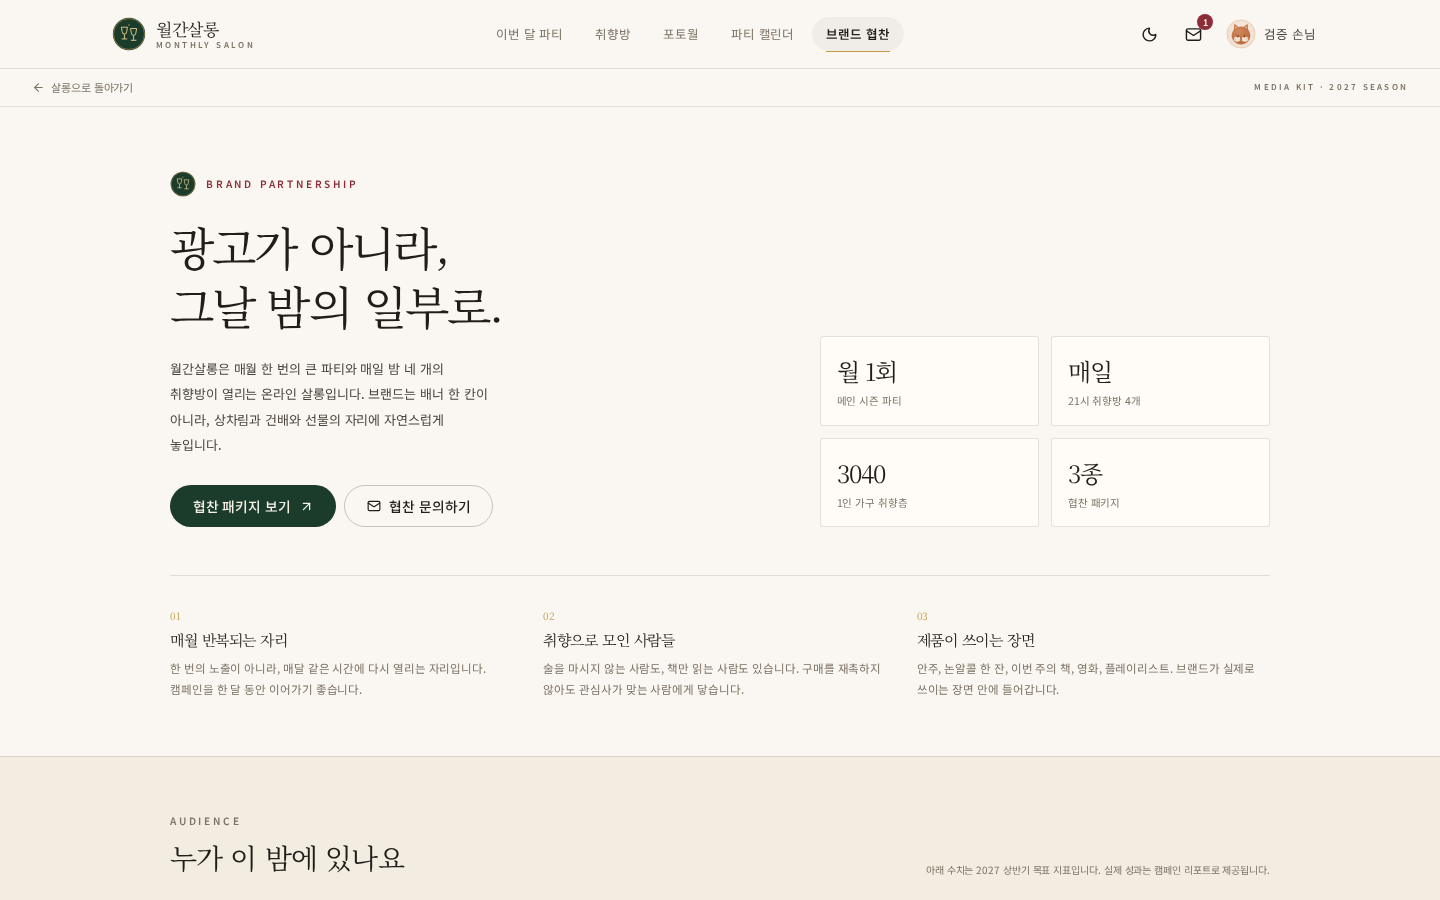 월간살롱
MONTHLY SALON
이번 달 파티
취향방
포토월
파티 캘린더
브랜드 협찬
1
검증 손님
살롱으로 돌아가기
MEDIA KIT · 2027 SEASON
BRAND PARTNERSHIP
광고가 아니라,
그날 밤의 일부로.
월간살롱은 매월 한 번의 큰 파티와 매일 밤 네 개의
취향방이 열리는 온라인 살롱입니다. 브랜드는 배너 한 칸이
아니라, 상차림과 건배와 선물의 자리에 자연스럽게
놓입니다.
협찬 패키지 보기
협찬 문의하기
월 1회
메인 시즌 파티
매일
21시 취향방 4개
3040
1인 가구 취향층
3종
협찬 패키지
01
매월 반복되는 자리
한 번의 노출이 아니라, 매달 같은 시간에 다시 열리는 자리입니다.
캠페인을 한 달 동안 이어가기 좋습니다.
02
취향으로 모인 사람들
술을 마시지 않는 사람도, 책만 읽는 사람도 있습니다. 구매를 재촉하지
않아도 관심사가 맞는 사람에게 닿습니다.
03
제품이 쓰이는 장면
안주, 논알콜 한 잔, 이번 주의 책, 영화, 플레이리스트. 브랜드가 실제로
쓰이는 장면 안에 들어갑니다.
AUDIENCE
누가 이 밤에 있나요
아래 수치는 2027 상반기 목표 지표입니다. 실제 성과는 캠페인 리포트로 제공됩니다.